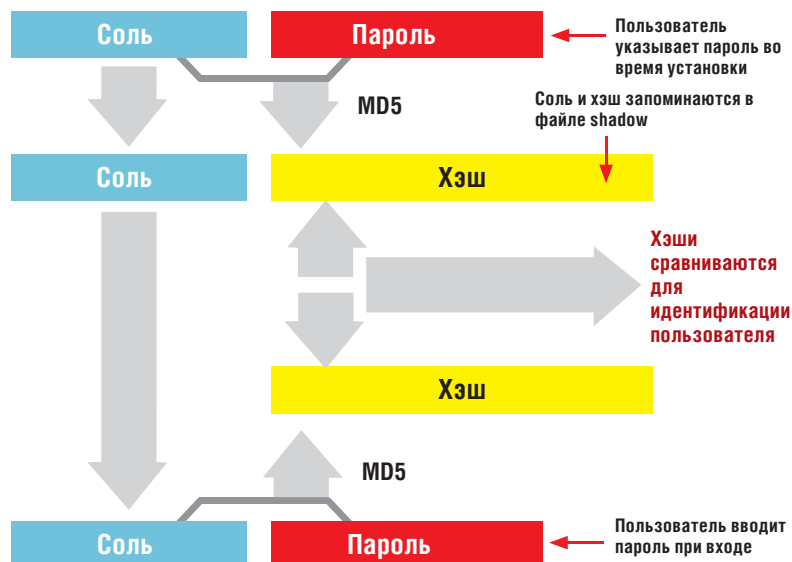 Соль
Пароль
Пользователь
указывает пароль во
время установки
MD5
Соль и хэш запоминаются в
файле shadow
Соль
Хэш
Хэши
сравниваются
для
идентификации
пользователя
Хэш
MD5
Соль
Пароль
Пользователь вводит
пароль при входе